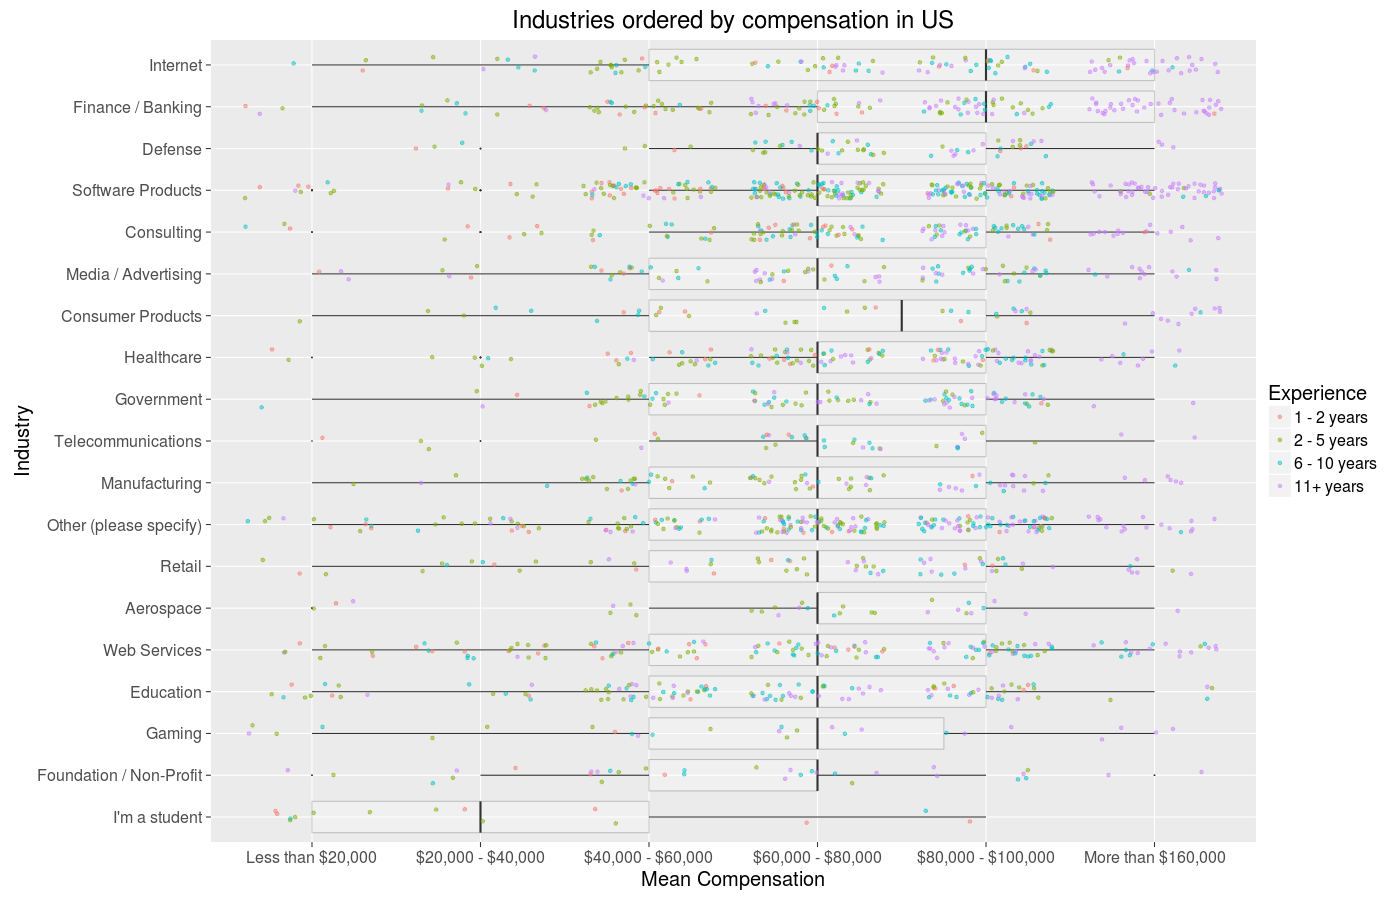 Industries ordered by compensation in US
Industry
Internet
Finance / Banking
Defense
Software Products
Consulting
Media / Advertising
Consumer Products
Healthcare
Government
Telecommunications
Manufacturing
Other (please specify)
Retail
Aerospace
Web Services
Education
Gaming
Foundation / Non-Profit
I'm a student
Less than $20,000
$20,000 - $40,000
$40,000 - $60,000
$60,000 - $80,000
$80,000 - $100,000
More than $160,000
Mean Compensation
Experience
1 - 2 years
2 - 5 years
6 - 10 years
11+ years